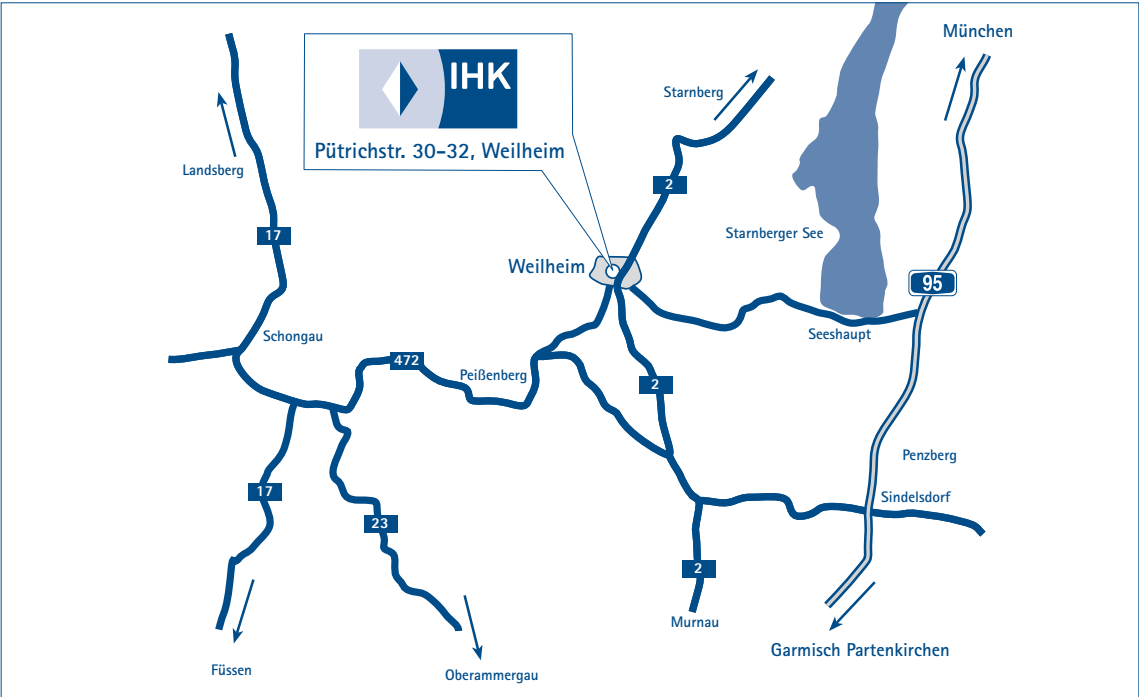 München
IHK
Starnberg
Pütrichstr. 30-32, Weilheim
Landsberg
2
17
Starnberger See
Weilheim
95
Schongau
Seeshaupt
472
Peißenberg
2
Penzberg
17
Sindelsdorf
23
2
Murnau
Garmisch Partenkirchen
Füssen
Oberammergau